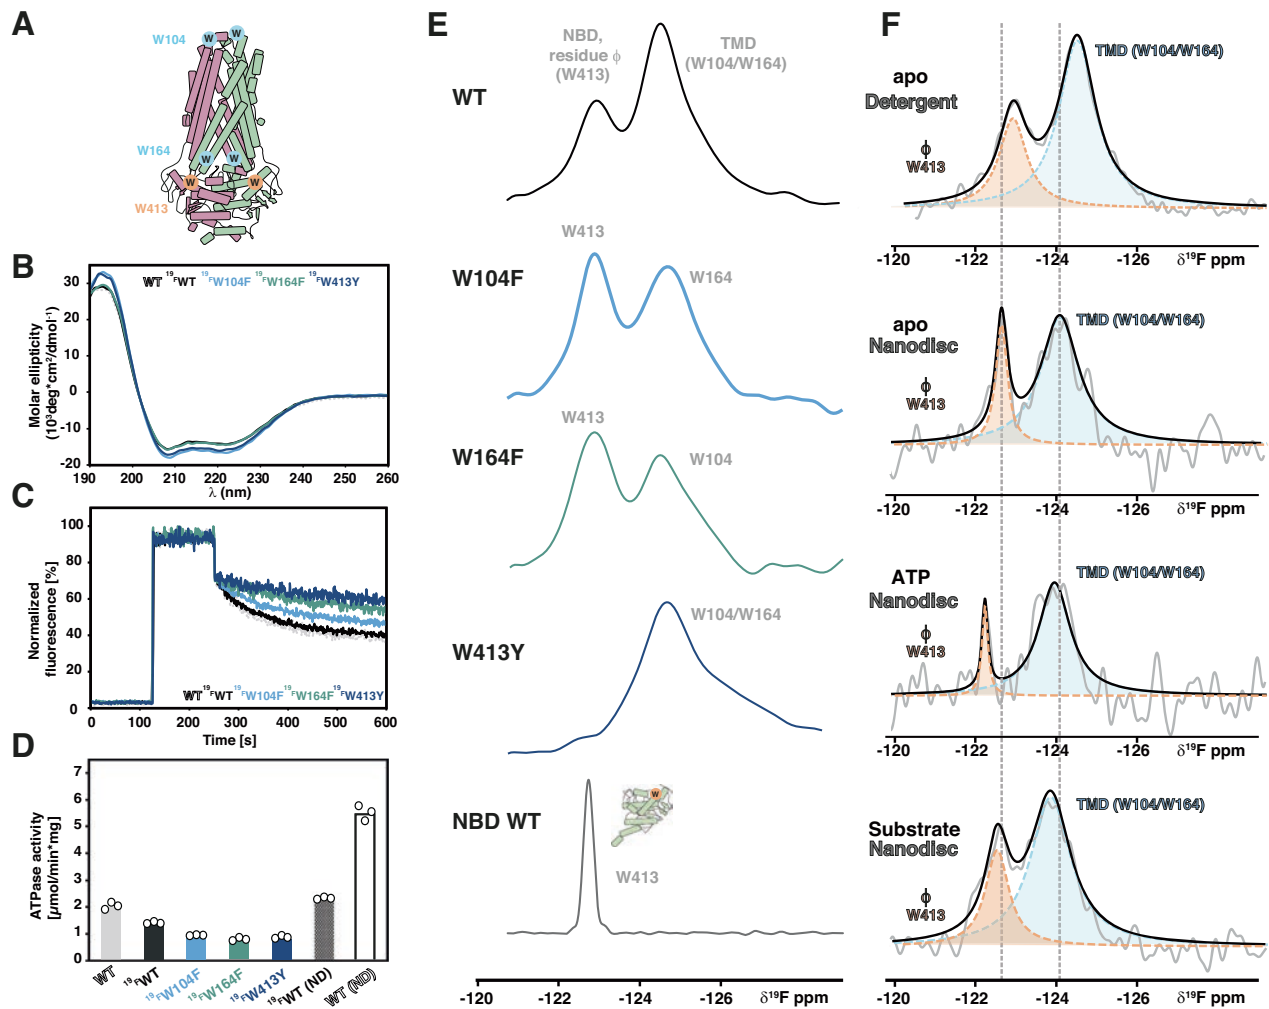 A
W104
W
W
W164
W
W
W
W
W413
B
WT ¹⁹FWT ¹⁹FW104F ¹⁹FW164F ¹⁹FW413Y
Molar ellipticity
(10³deg*cm²/dmol⁻¹)
30
20
10
0
-10
-20
190 200 210 220 230 240 250 260
λ (nm)
C
Normalized
fluorescence [%]
100
80
60
40
20
0
WT ¹⁹FWT ¹⁹FW104F ¹⁹FW164F ¹⁹FW413Y
0 100 200 300 400 500 600
Time [s]
D
ATPase activity
[µmol/min*mg]
7
6
5
4
3
2
1
0
WT
¹⁹FWT
¹⁹FW104F
¹⁹FW164F
¹⁹FW413Y
¹⁹FWT (ND)
WT (ND)
E
NBD,
residue ϕ
(W413)
TMD
(W104/W164)
WT
W413
W104F
W164
W413
W164F
W104
W104/W164
W413Y
NBD WT
W
W413
-120 -122 -124 -126 δ¹⁹F ppm
F
apo
Detergent
TMD (W104/W164)
ϕ
W413
-120 -122 -124 -126 δ¹⁹F ppm
apo
Nanodisc
TMD (W104/W164)
ϕ
W413
-120 -122 -124 -126 δ¹⁹F ppm
ATP
Nanodisc
TMD (W104/W164)
ϕ
W413
-120 -122 -124 -126 δ¹⁹F ppm
Substrate
Nanodisc
TMD (W104/W164)
ϕ
W413
-120 -122 -124 -126 δ¹⁹F ppm